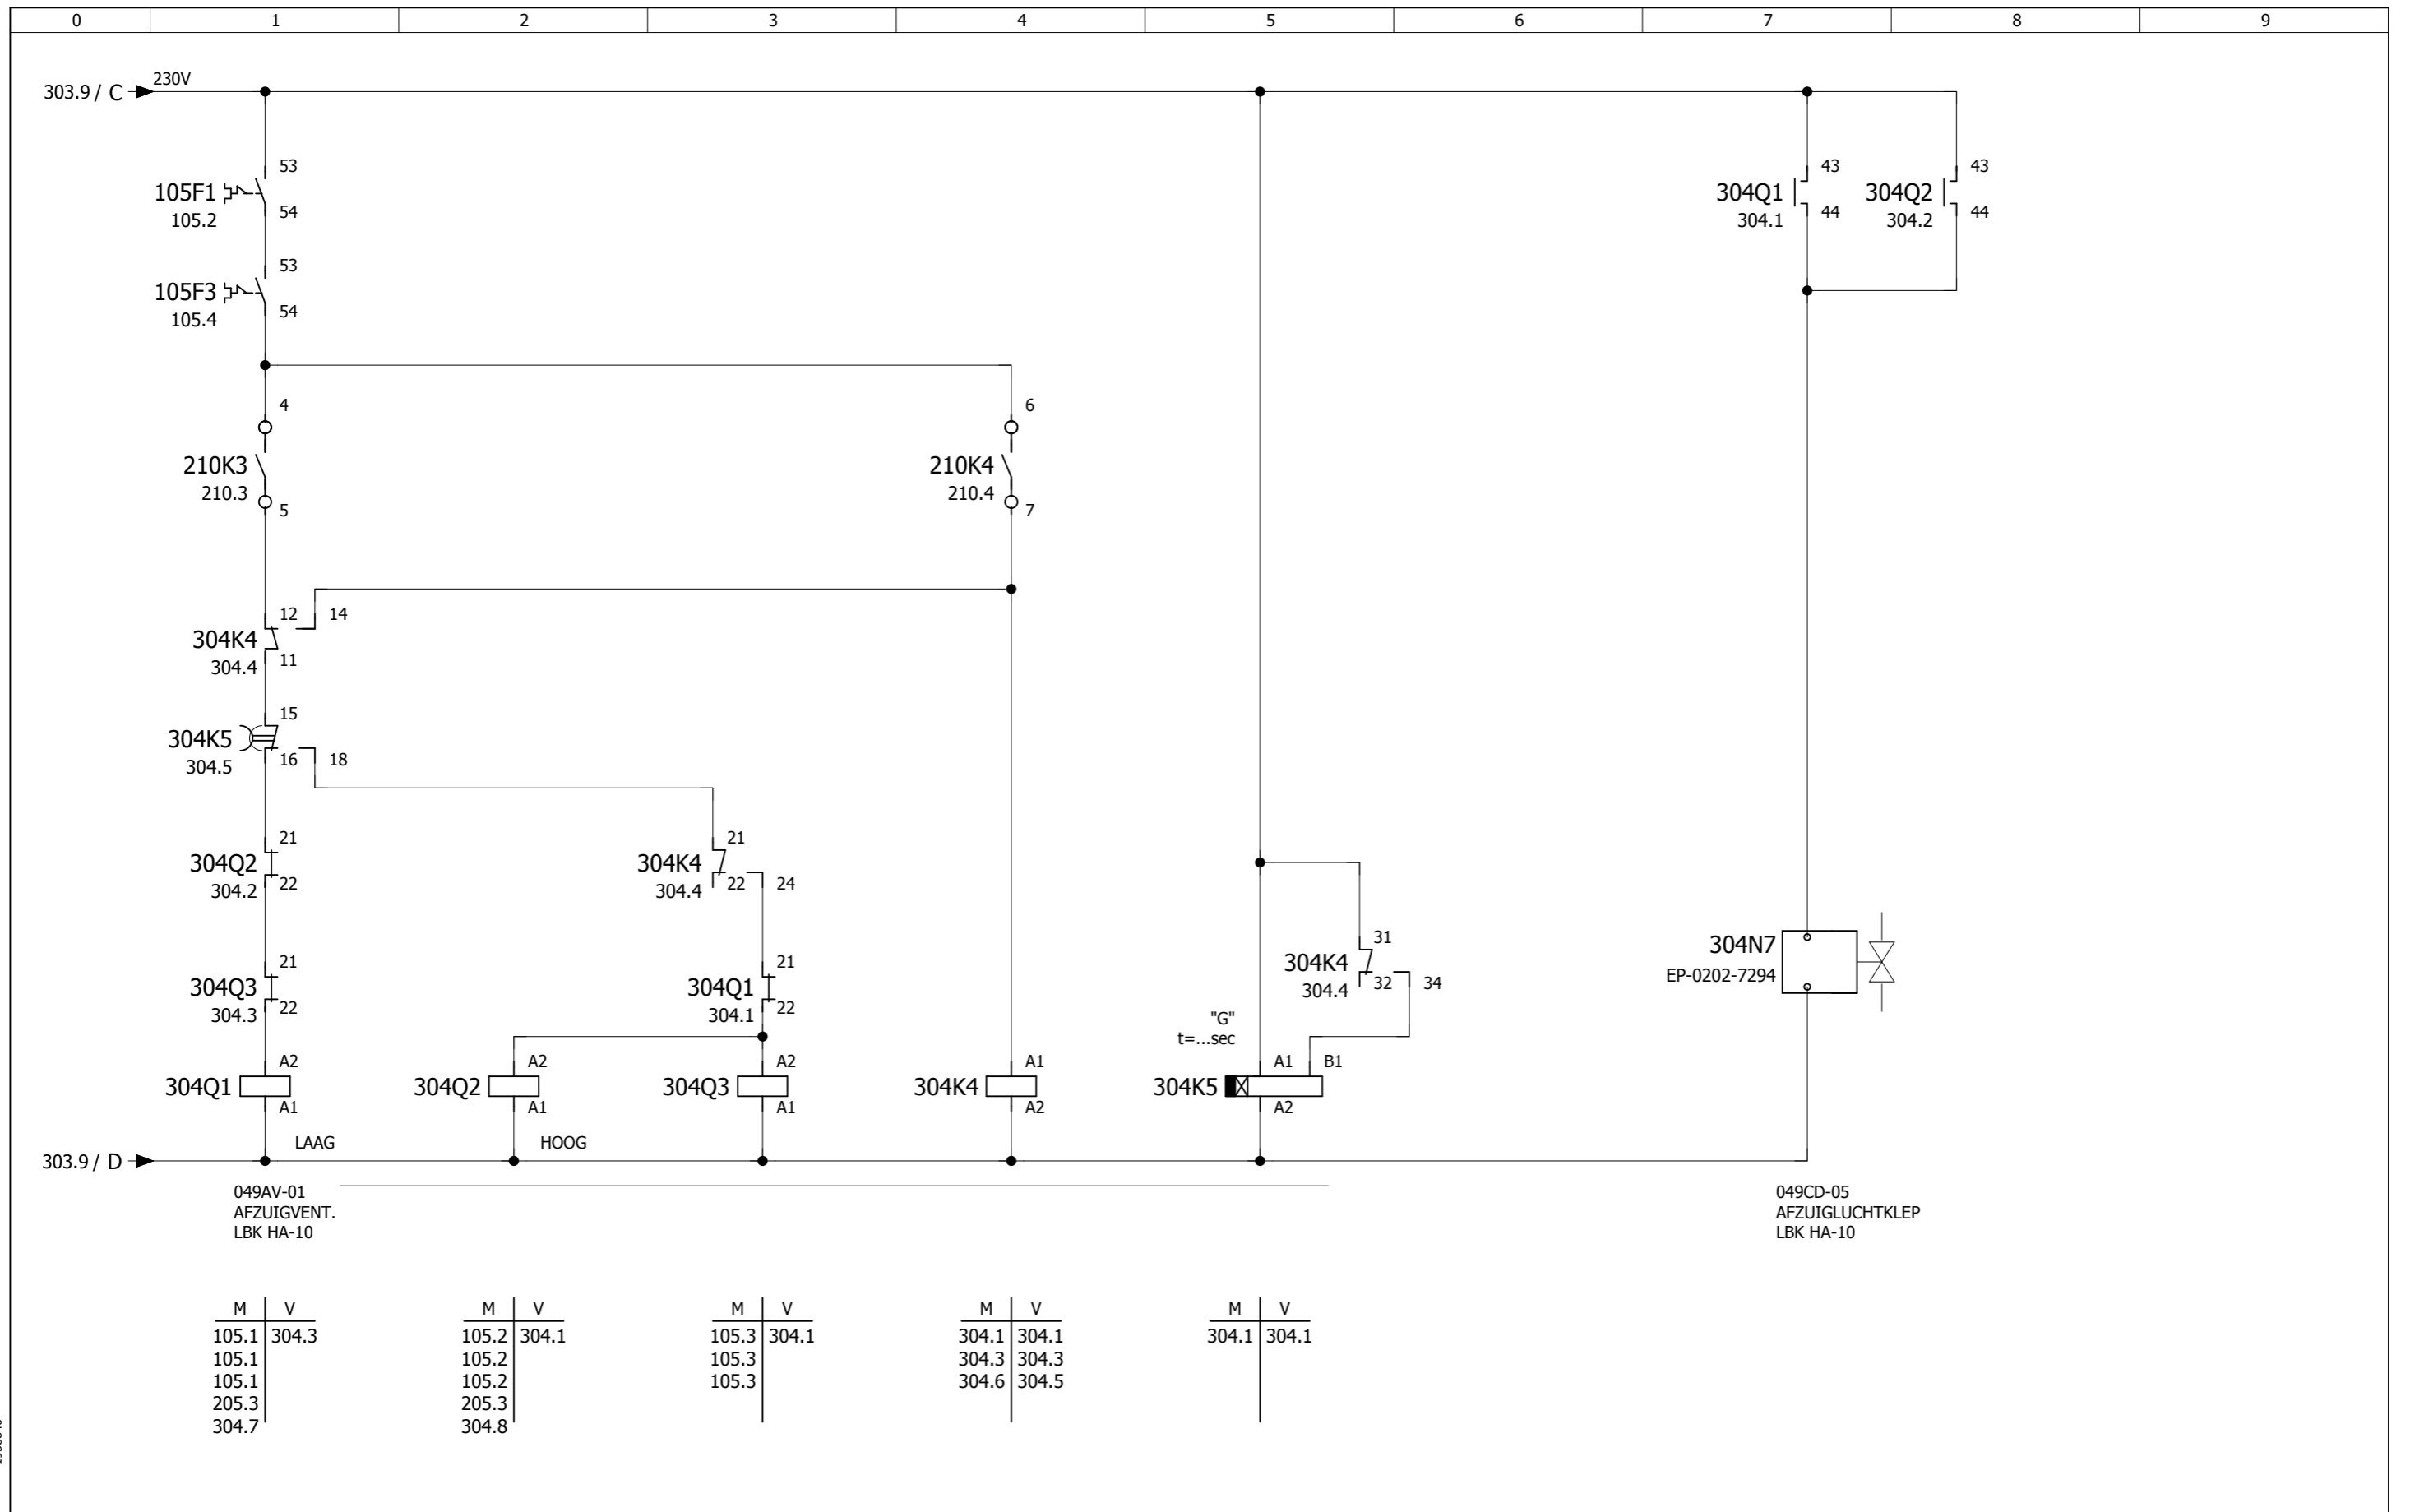 0 1 2 3 4 5 6 7 8 9
303.9 / C 230V
53 43 43
105F1 304Q1 304Q2
105.2 54 304.1 44 304.2 44
53
105F3
105.4 54
4 6
210K3 210K4
210.3 210.4
5 7
12 14
304K4
304.4 11
15
304K5
304.5 16 18
21 21
304Q2 304K4
304.2 22 304.4 22 24
31
304N7
304K4
EP-0202-7294
21 21
304Q3 304Q1 304.4 32 34
304.3 22 304.1 22
"G"
t=...sec
A2 A2 A2 A1 A1 B1
304Q1 304Q2 304Q3 304K4 304K5
A1 A1 A1 A2 A2
LAAG HOOG
303.9 / D
049AV-01 049CD-05
AFZUIGVENT. AFZUIGLUCHTKLEP
LBK HA-10 LBK HA-10
M V M V M V M V M V
105.1 304.3 105.2 304.1 105.3 304.1 304.1 304.1 304.1 304.1
105.1 105.2 105.3 304.3 304.3
105.1 105.2 105.3 304.6 304.5
205.3 205.3
304.7 304.8